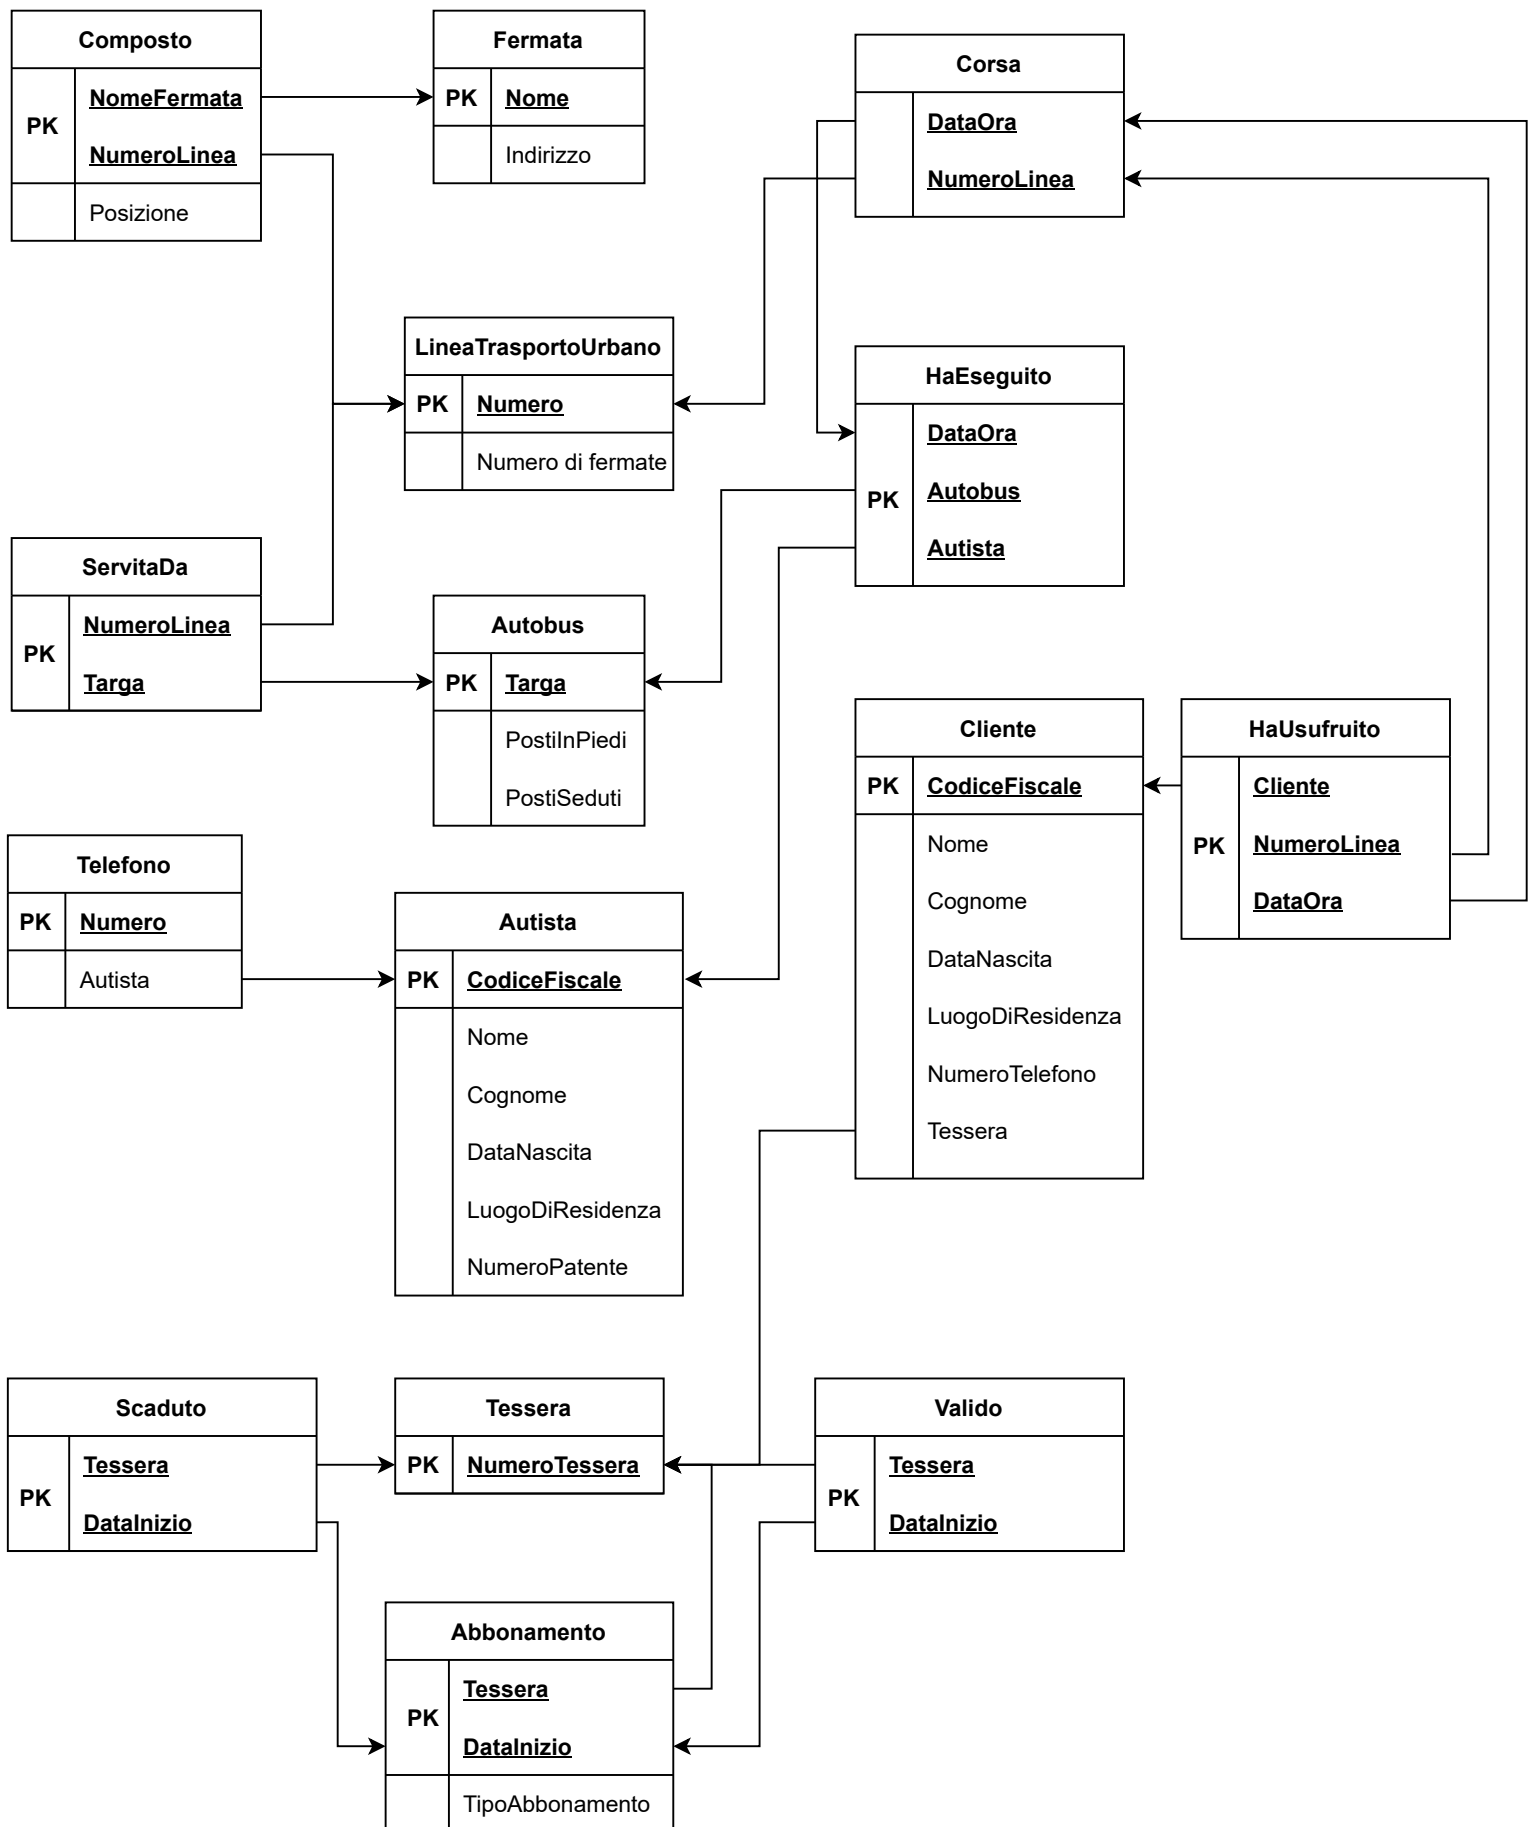 Composto
PK
NomeFermata
NumeroLinea
Posizione
Fermata
PK
Nome
Indirizzo
Corsa
DataOra
NumeroLinea
LineaTrasportoUrbano
PK
Numero
Numero di fermate
HaEseguito
PK
DataOra
Autobus
Autista
ServitaDa
PK
NumeroLinea
Targa
Autobus
PK
Targa
PostiInPiedi
PostiSeduti
Cliente
PK
CodiceFiscale
Nome
Cognome
DataNascita
LuogoDiResidenza
NumeroTelefono
Tessera
HaUsufruito
PK
Cliente
NumeroLinea
DataOra
Telefono
PK
Numero
Autista
Autista
PK
CodiceFiscale
Nome
Cognome
DataNascita
LuogoDiResidenza
NumeroPatente
Scaduto
PK
Tessera
DataInizio
Tessera
PK
NumeroTessera
Valido
PK
Tessera
DataInizio
Abbonamento
PK
Tessera
DataInizio
TipoAbbonamento